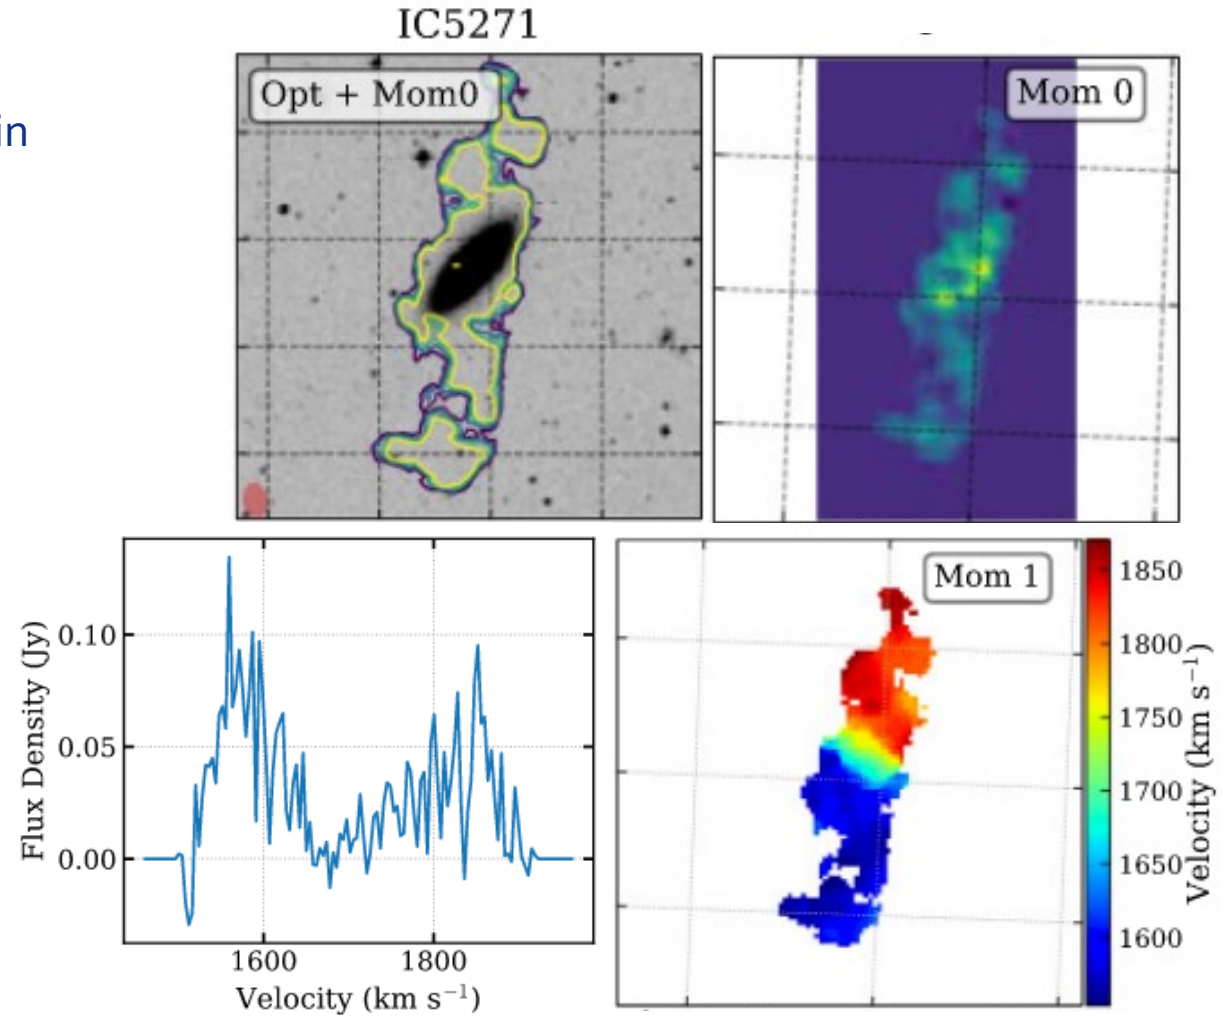 IC5271
in
Opt + Mom0
Mom 0
Flux Density (Jy)
0.10
0.05
0.00
1600
1800
Velocity (km s⁻¹)
Mom 1
1850
1800
1750
1700
1650
1600
Velocity (km s⁻¹)